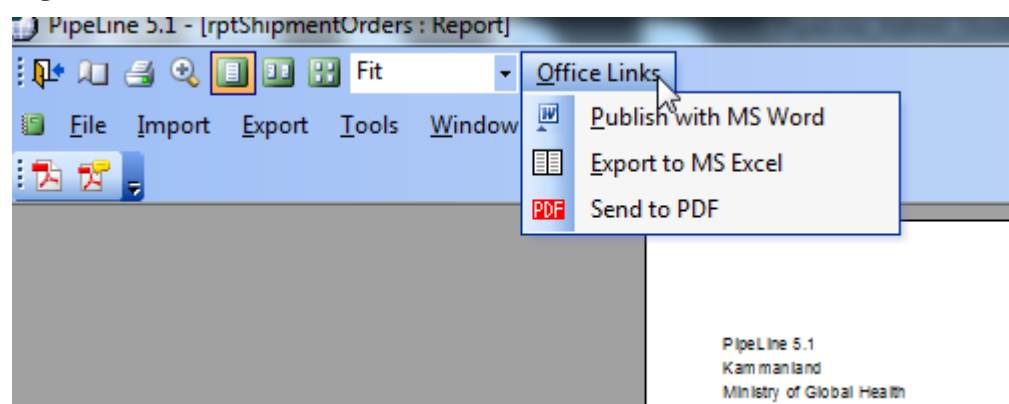 PipeLine 5.1 - [rptShipmentOrders : Report]
Fit Office Links
File Import Export Tools Window
Publish with MS Word
Export to MS Excel
PDF Send to PDF
PipeLine 5.1
Kammanland
Ministry of Global Health